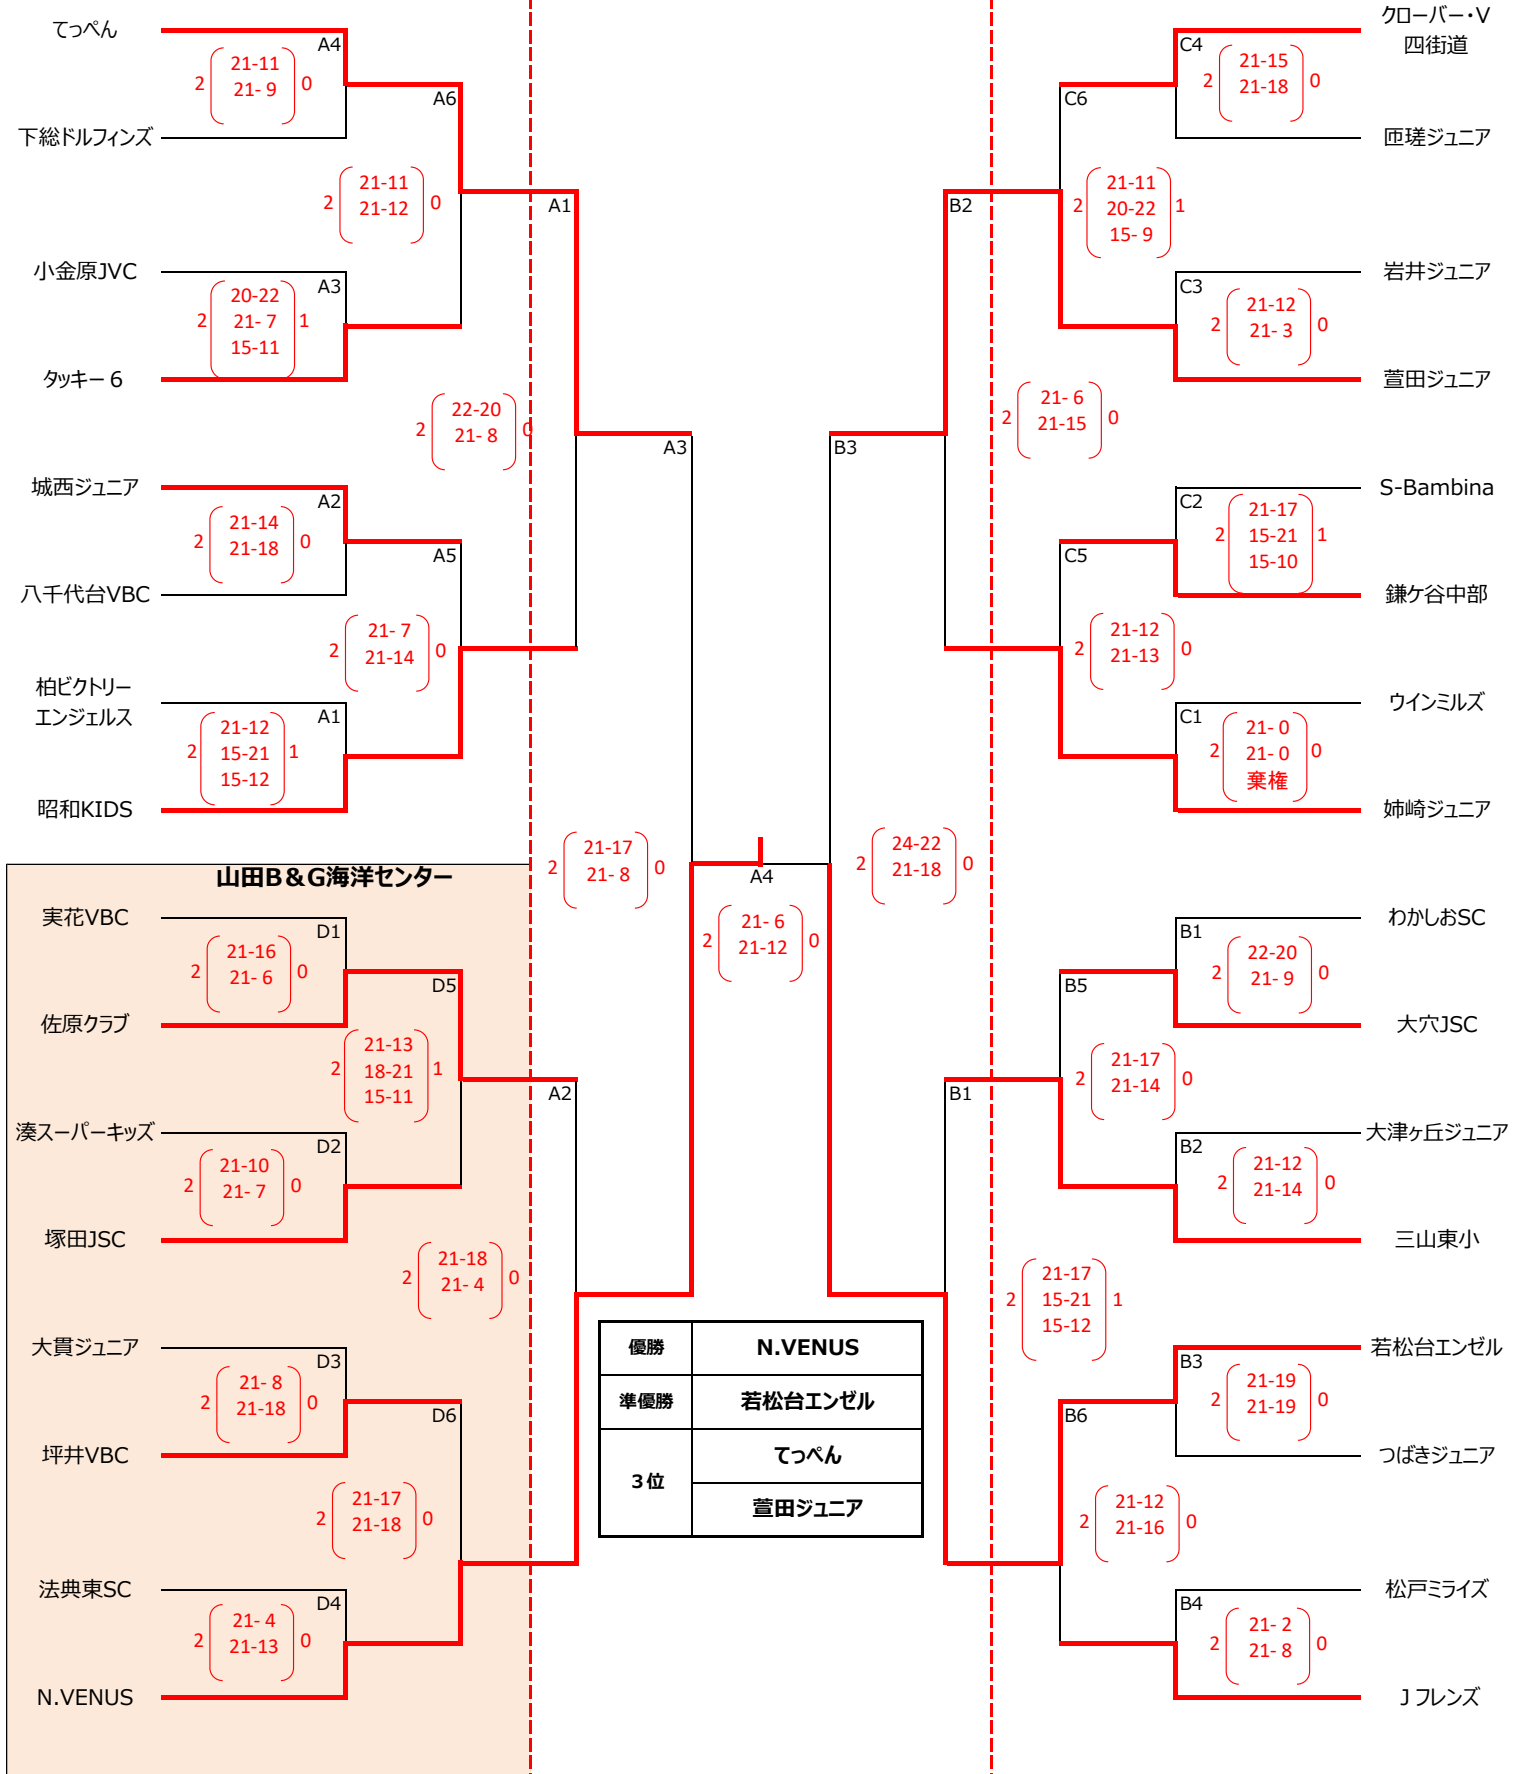 てっぺん
A4
21-11
2 21- 9 0
A6
下総ドルフィンズ
21-11
2 21-12 0
A1
小金原JVC
A3
20-22
2 21- 7 1
15-11
タッキー６
22-20
2 21- 8 0
A3
城西ジュニア
A2
21-14
2 21-18 0
A5
八千代台VBC
21- 7
2 21-14 0
柏ビクトリー
エンジェルス
A1
21-12
2 15-21 1
15-12
昭和KIDS
21-17
2 21- 8 0
山田B＆G海洋センター
実花VBC
D1
21-16
2 21- 6 0
D5
佐原クラブ
21-13
2 18-21 1
15-11
A2
湊スーパーキッズ
D2
21-10
2 21- 7 0
塚田JSC
21-18
2 21- 4 0
大貫ジュニア
D3
21- 8
2 21-18 0
D6
坪井VBC
21-17
2 21-18 0
法典東SC
D4
21- 4
2 21-13 0
N.VENUS
A4
21- 6
2 21-12 0
優勝 N.VENUS
準優勝 若松台エンゼル
３位 てっぺん
萱田ジュニア
クローバー・V
四街道
C4
21-15
2 21-18 0
C6
匝瑳ジュニア
21-11
2 20-22 1
15- 9
B2
岩井ジュニア
C3
21-12
2 21- 3 0
萱田ジュニア
21- 6
2 21-15 0
B3
S-Bambina
C2
21-17
2 15-21 1
15-10
C5
鎌ケ谷中部
21-12
2 21-13 0
ウインミルズ
C1
21- 0
2 21- 0 0
棄権
姉崎ジュニア
24-22
2 21-18 0
わかしおSC
B1
22-20
2 21- 9 0
B5
大穴JSC
21-17
2 21-14 0
B1
大津ヶ丘ジュニア
B2
21-12
2 21-14 0
三山東小
21-17
2 15-21 1
15-12
若松台エンゼル
B3
21-19
2 21-19 0
B6
つばきジュニア
21-12
2 21-16 0
松戸ミライズ
B4
21- 2
2 21- 8 0
Ｊフレンズ